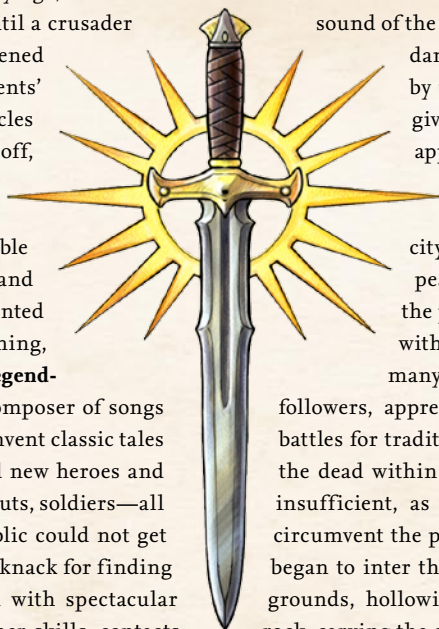 til a crusader
ened
ents’
cles
off,
ble
and
nted
ning,
egend-
omposer of songs
nvent classic tales
new heroes and
uts, soldiers—all
olic could not get
knack for finding
with spectacular
sound of the
dar
by
giv
app
city
pea
the
with
many
followers, appre
battles for tradit
the dead within
insufficient, as
circumvent the p
began to inter th
grounds, hollowi